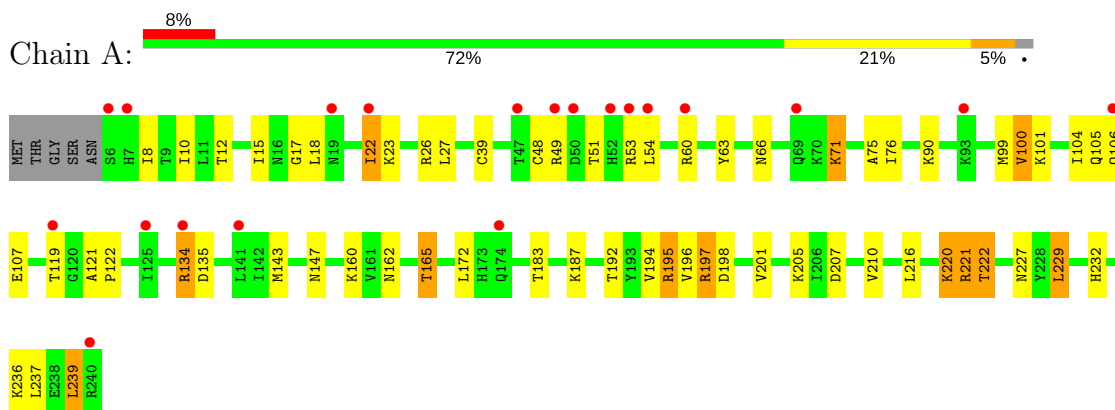 8%
Chain A:
72% 21% 5% •
MET THR GLY SER ASN S6 H7 I8 T9 I10 L11 T12 I15 N16 G17 L18 N19 I22 K23 R26 L27 C39 T47 C48 R49 D50 T51 H52 R53 L54 R60 Y63 N66 Q69 K70 K71 A75 I76 K90 K93 M99 V100 K101 I104 Q105
E107 T119 G120 A121 P122 I125 R134 D135 L141 I142 M143 N147 K160 V161 N162 T165 L172 H173 Q174 T183 K187 T192 Y193 V194 R195 V196 R197 D198 V201 K205 I206 D207 V210 L216 K220 R221 T222 N227 Y228 L229 H232
K236 L237 E238 L239 R240